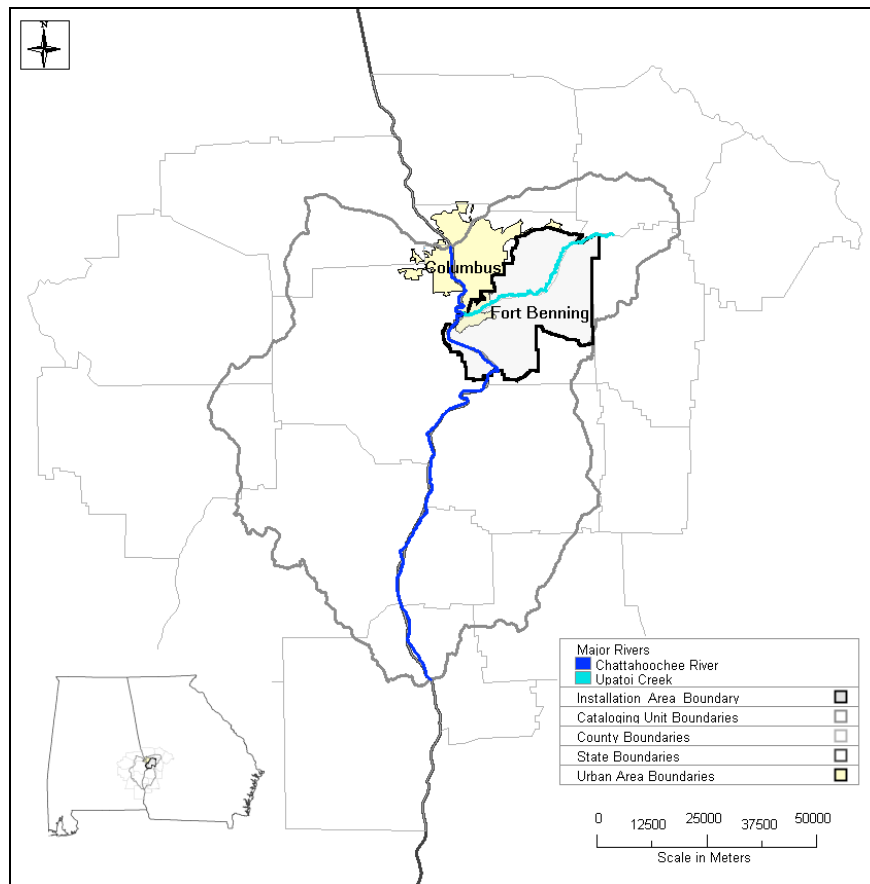 N
Columbus
Fort Benning
Major Rivers
Chattahoochee River
Upatoi Creek
Installation Area Boundary
Cataloging Unit Boundaries
County Boundaries
State Boundaries
Urban Area Boundaries
0 12500 25000 37500 50000
Scale in Meters